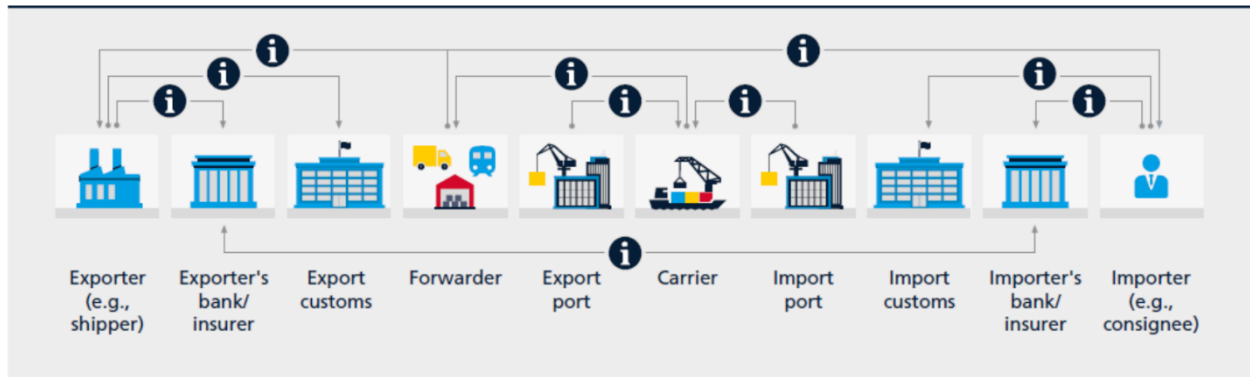 i
i
i
i
i
i
i
i
i
i
Exporter
(e.g.,
shipper)
Exporter's
bank/
insurer
Export
customs
Forwarder
Export
port
Carrier
Import
port
Import
customs
Importer's
bank/
insurer
Importer
(e.g.,
consignee)